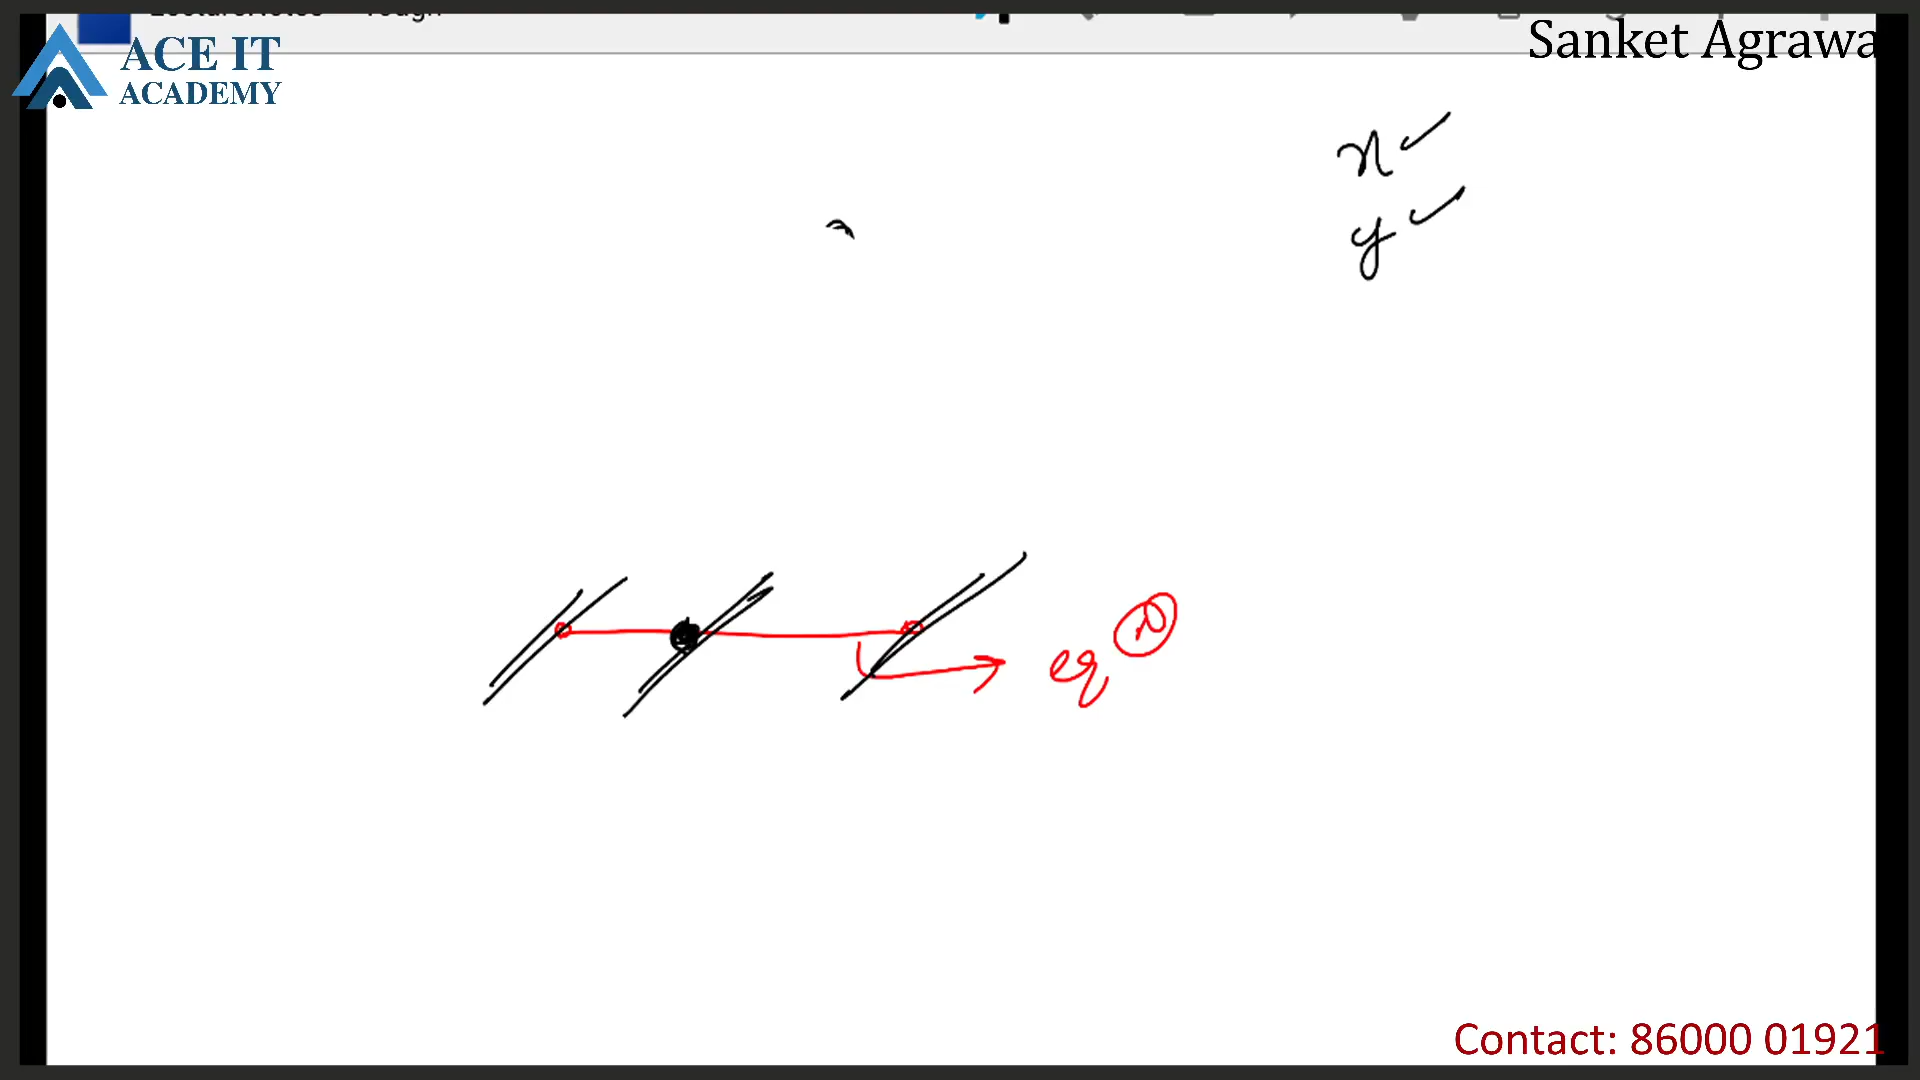 Sanket Agrawa
ACE IT
ACADEMY
x
y
eq
Contact: 86000 01921